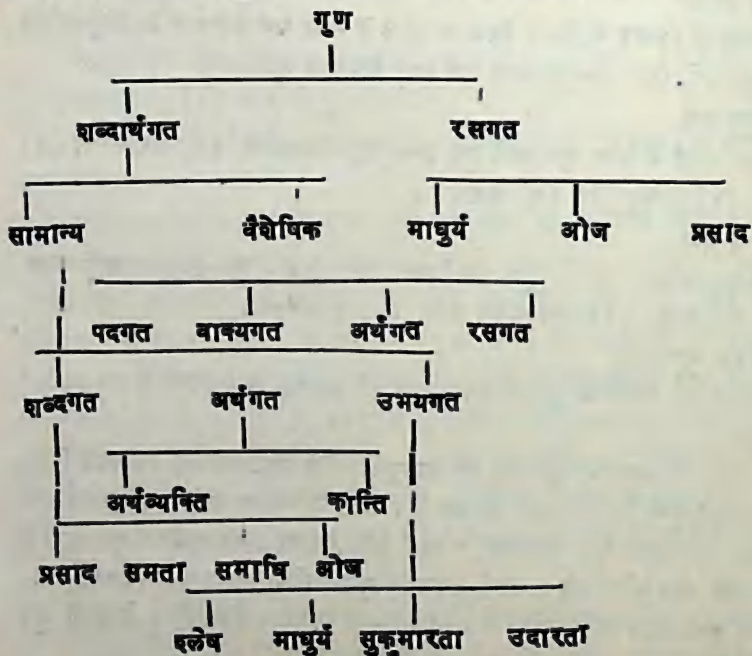 गुण
शब्दार्थगत रसगत
सामान्य वैशेषिक माधुर्य ओज प्रसाद
पदगत वाक्यगत अर्थगत रसगत
शब्दगत अर्थगत उभयगत
अर्थव्यक्ति कान्ति
प्रसाद समता समाधि ओज
श्लेष माधुर्य सुकुमारता उदारता